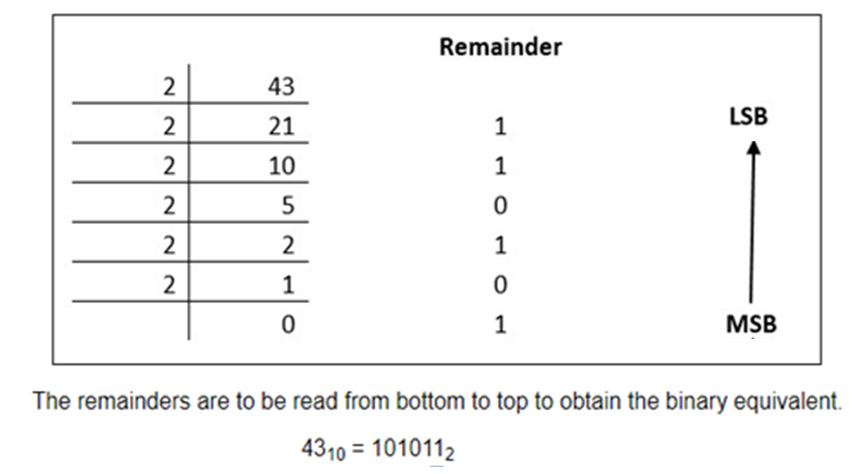 Remainder
2 43
2 21 1 LSB
2 10 1
2 5 0
2 2 1
2 1 0
0 1 MSB
The remainders are to be read from bottom to top to obtain the binary equivalent.
43₁₀ = 101011₂